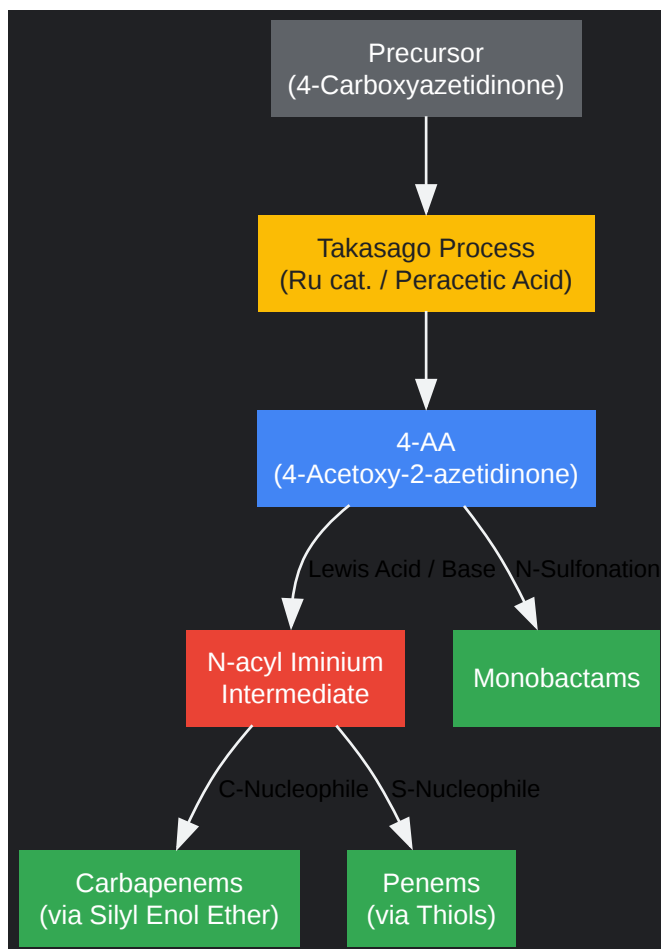 Precursor
(4-Carboxyazetidinone)
Takasago Process
(Ru cat. / Peracetic Acid)
4-AA
(4-Acetoxy-2-azetidinone)
Lewis Acid / Base
N-Sulfonation
N-acyl Iminium
Intermediate
Monobactams
C-Nucleophile
S-Nucleophile
Carbapenems
(via Silyl Enol Ether)
Penems
(via Thiols)